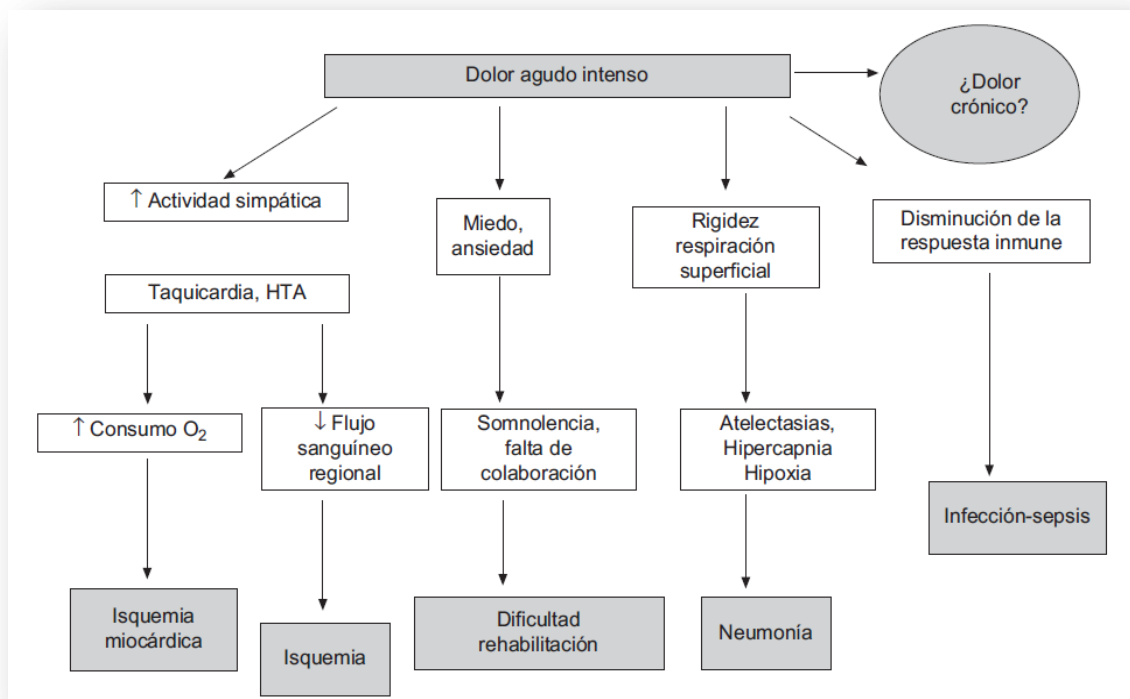 Dolor agudo intenso
¿Dolor
crónico?
↑ Actividad simpática
Miedo,
ansiedad
Rigidez
respiración
superficial
Disminución de la
respuesta inmune
Taquicardia, HTA
↑ Consumo O₂
↓ Flujo
sanguíneo
regional
Somnolencia,
falta de
colaboración
Atelectasias,
Hipercapnia
Hipoxia
Infección-sepsis
Isquemia
miocárdica
Isquemia
Dificultad
rehabilitación
Neumonía